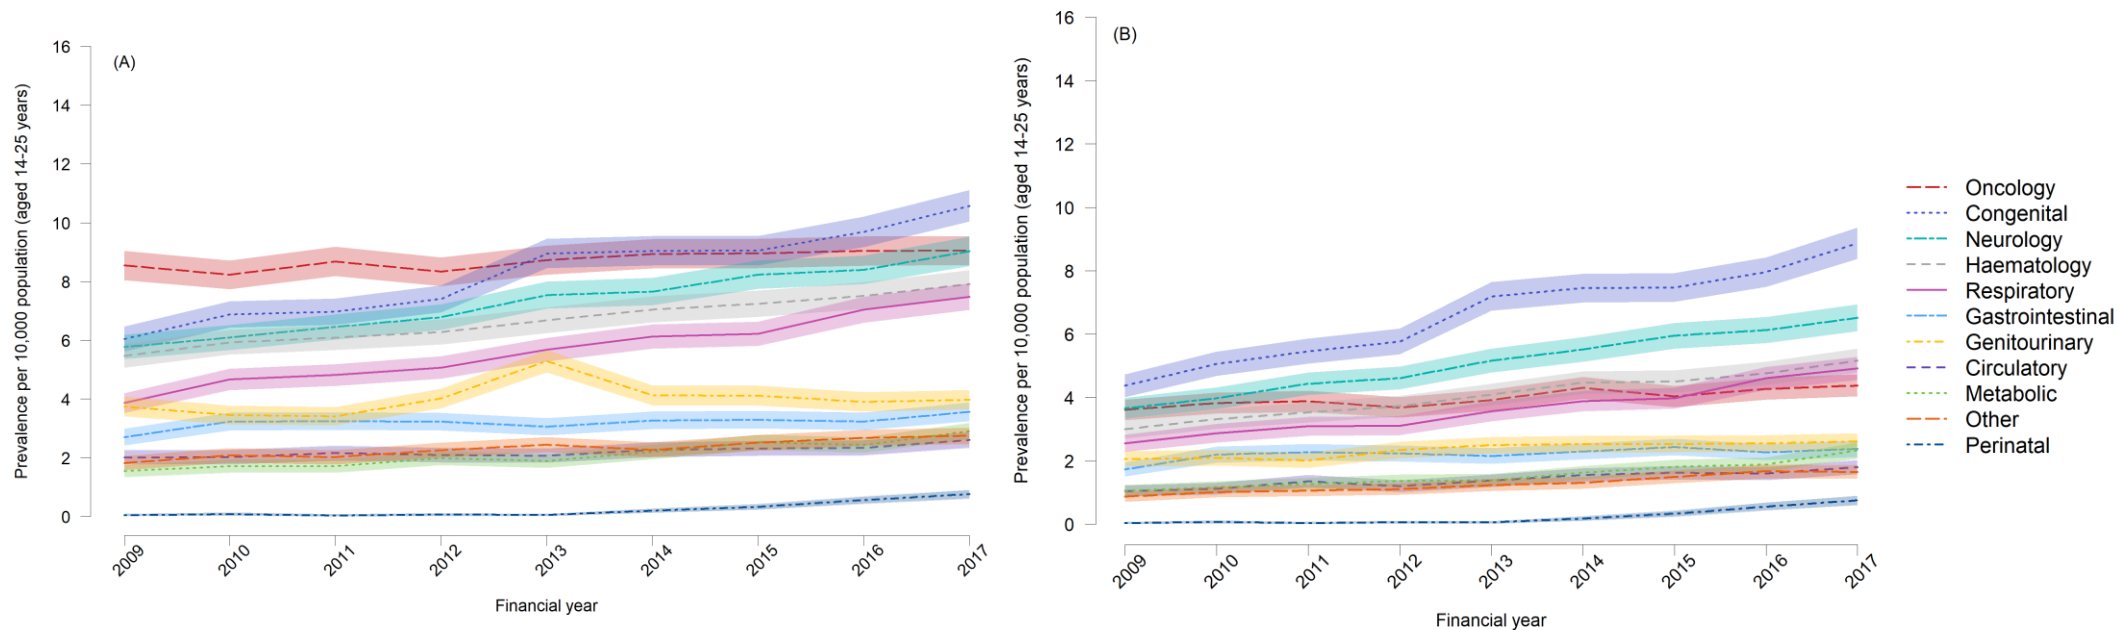 (A)
Prevalence per 10,000 population (aged 14-25 years)
16
14
12
10
8
6
4
2
0
2009
2010
2011
2012
2013
2014
2015
2016
2017
Financial year
(B)
Prevalence per 10,000 population (aged 14-25 years)
16
14
12
10
8
6
4
2
0
2009
2010
2011
2012
2013
2014
2015
2016
2017
Financial year
Oncology
Congenital
Neurology
Haematology
Respiratory
Gastrointestinal
Genitourinary
Circulatory
Metabolic
Other
Perinatal